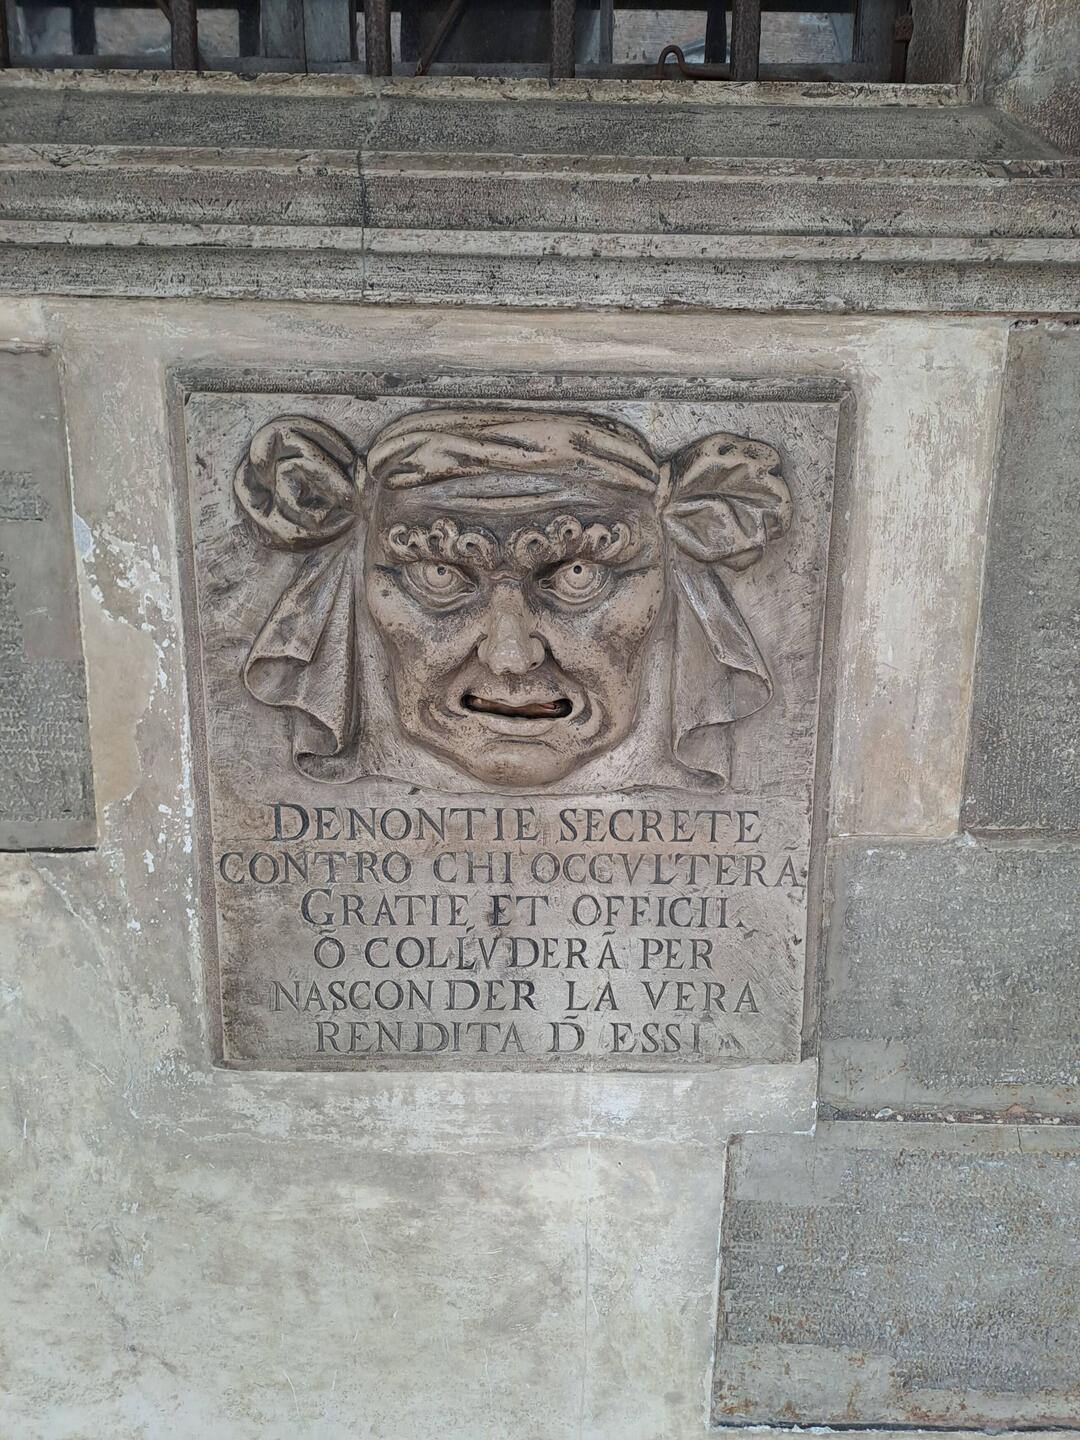 DENONTIE SECRETE
CONTRO CHI OCCVLTERÃ
GRATIE ET OFFICII.
Õ COLLVDERÃ PER
NASCONDER LA VERA
RENDITA D̃ ESSI